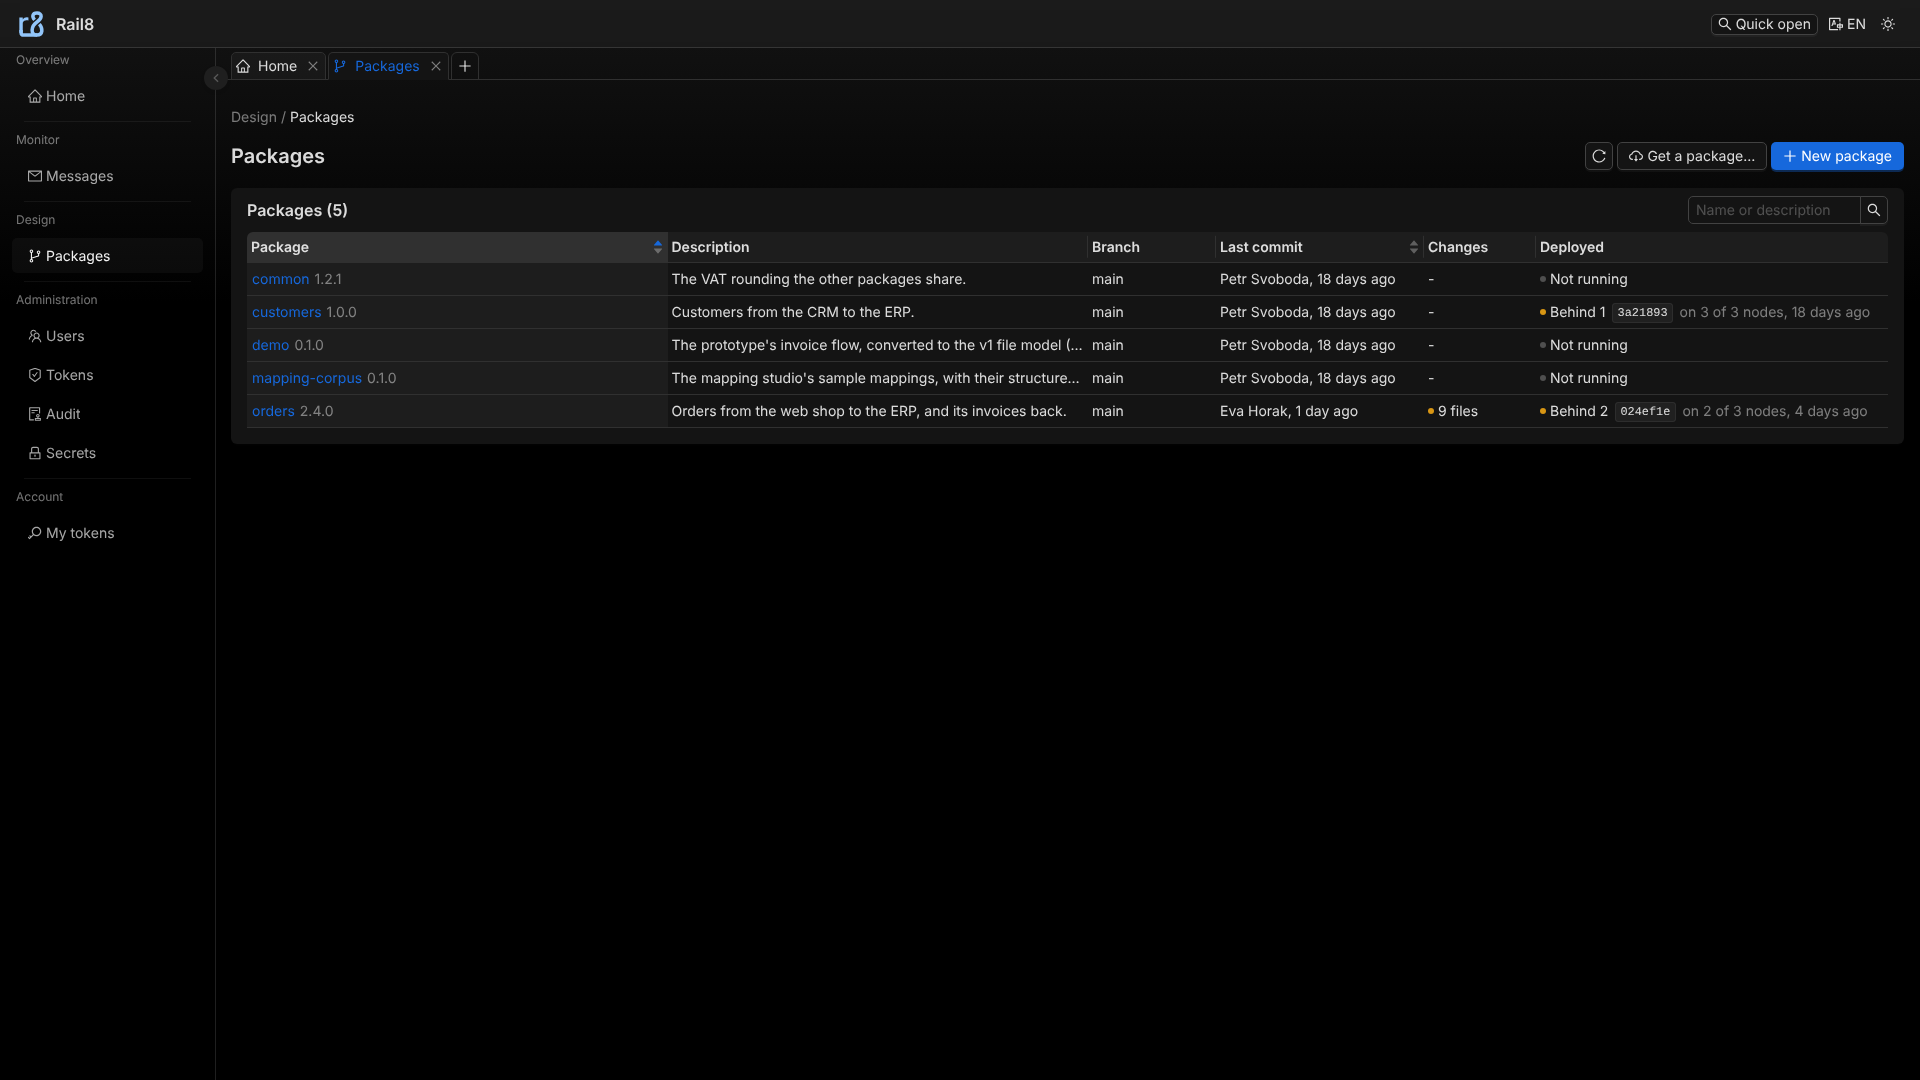 Rail8
Quick open
EN
Overview
Home
Monitor
Messages
Design
Packages
Administration
Users
Tokens
Audit
Secrets
Account
My tokens
Home
Packages
Design / Packages
Packages
Get a package...
New package
Packages (5)
Name or description
Package Description Branch Last commit Changes Deployed
common 1.2.1 The VAT rounding the other packages share. main Petr Svoboda, 18 days ago - Not running
customers 1.0.0 Customers from the CRM to the ERP. main Petr Svoboda, 18 days ago - Behind 1 3a21893 on 3 of 3 nodes, 18 days ago
demo 0.1.0 The prototype's invoice flow, converted to the v1 file model (... main Petr Svoboda, 18 days ago - Not running
mapping-corpus 0.1.0 The mapping studio's sample mappings, with their structure... main Petr Svoboda, 18 days ago - Not running
orders 2.4.0 Orders from the web shop to the ERP, and its invoices back. main Eva Horak, 1 day ago 9 files Behind 2 024ef1e on 2 of 3 nodes, 4 days ago